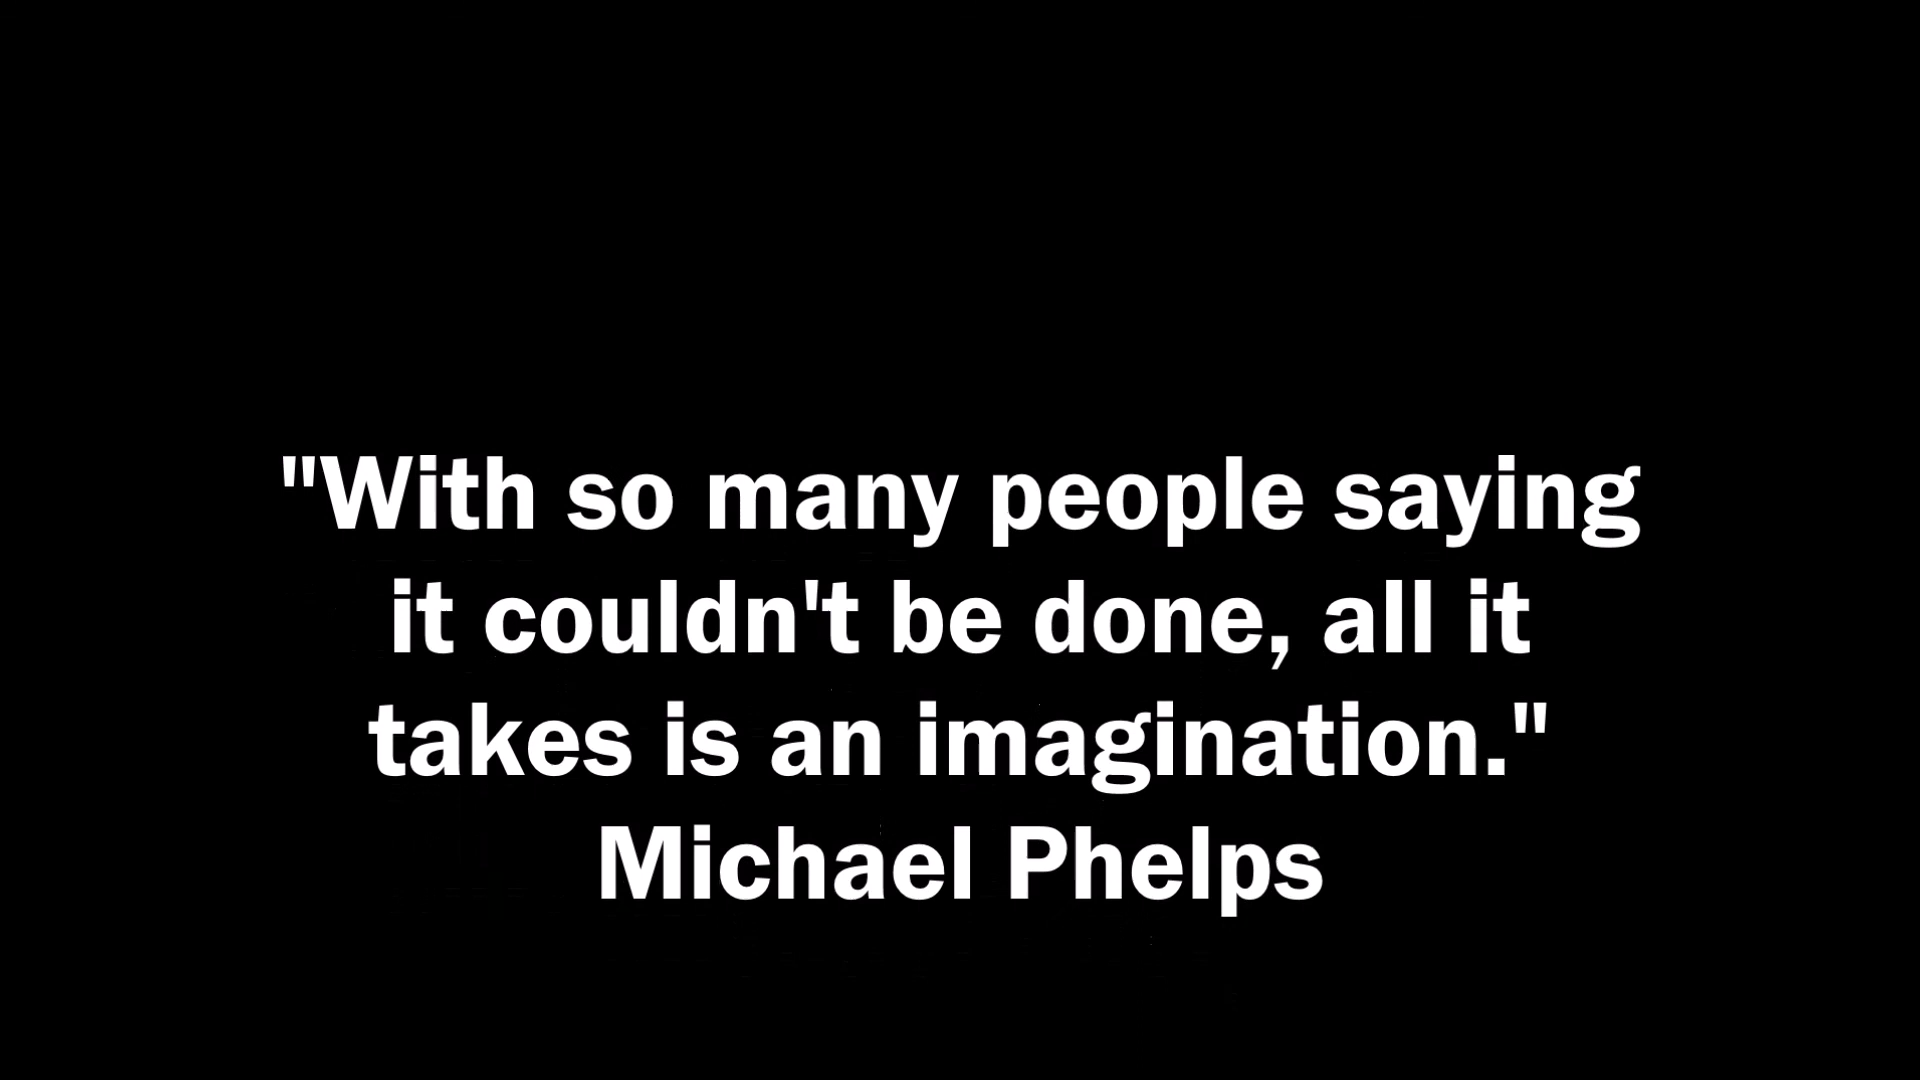 "With so many people saying
it couldn't be done, all it
takes is an imagination."
Michael Phelps